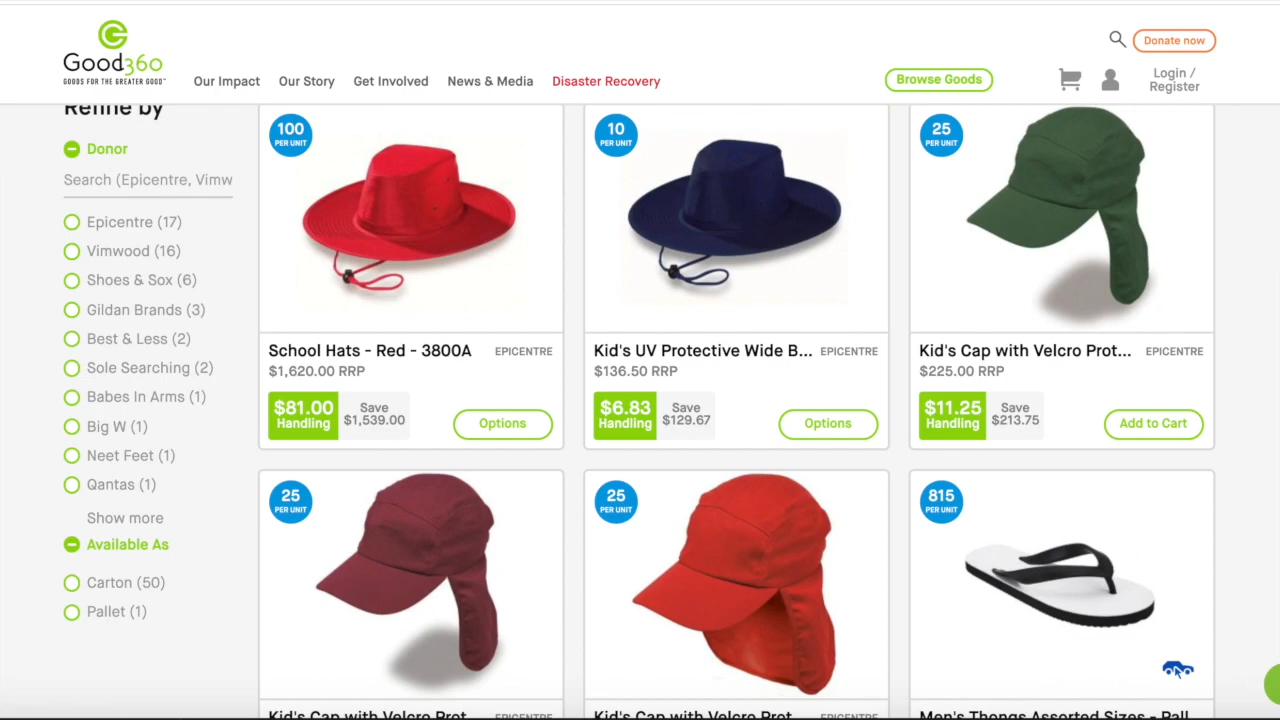 Good360
GOODS FOR THE GREATER GOOD™
Our Impact
Our Story
Get Involved
News & Media
Disaster Recovery
Browse Goods
Donate now
Login /
Register
Refine by
Donor
Search (Epicentre, Vimw
Epicentre (17)
Vimwood (16)
Shoes & Sox (6)
Gildan Brands (3)
Best & Less (2)
Sole Searching (2)
Babes In Arms (1)
Big W (1)
Neet Feet (1)
Qantas (1)
Show more
Available As
Carton (50)
Pallet (1)
100
PER UNIT
School Hats - Red - 3800A
EPICENTRE
$1,620.00 RRP
$81.00
Handling
Save
$1,539.00
Options
10
PER UNIT
Kid's UV Protective Wide B...
EPICENTRE
$136.50 RRP
$6.83
Handling
Save
$129.67
Options
25
PER UNIT
Kid's Cap with Velcro Prot...
EPICENTRE
$225.00 RRP
$11.25
Handling
Save
$213.75
Add to Cart
25
PER UNIT
Kid's Cap with Velcro Prot...
EPICENTRE
25
PER UNIT
Kid's Cap with Velcro Prot...
EPICENTRE
815
PER UNIT
Men's Thongs Assorted Sizes - Pall